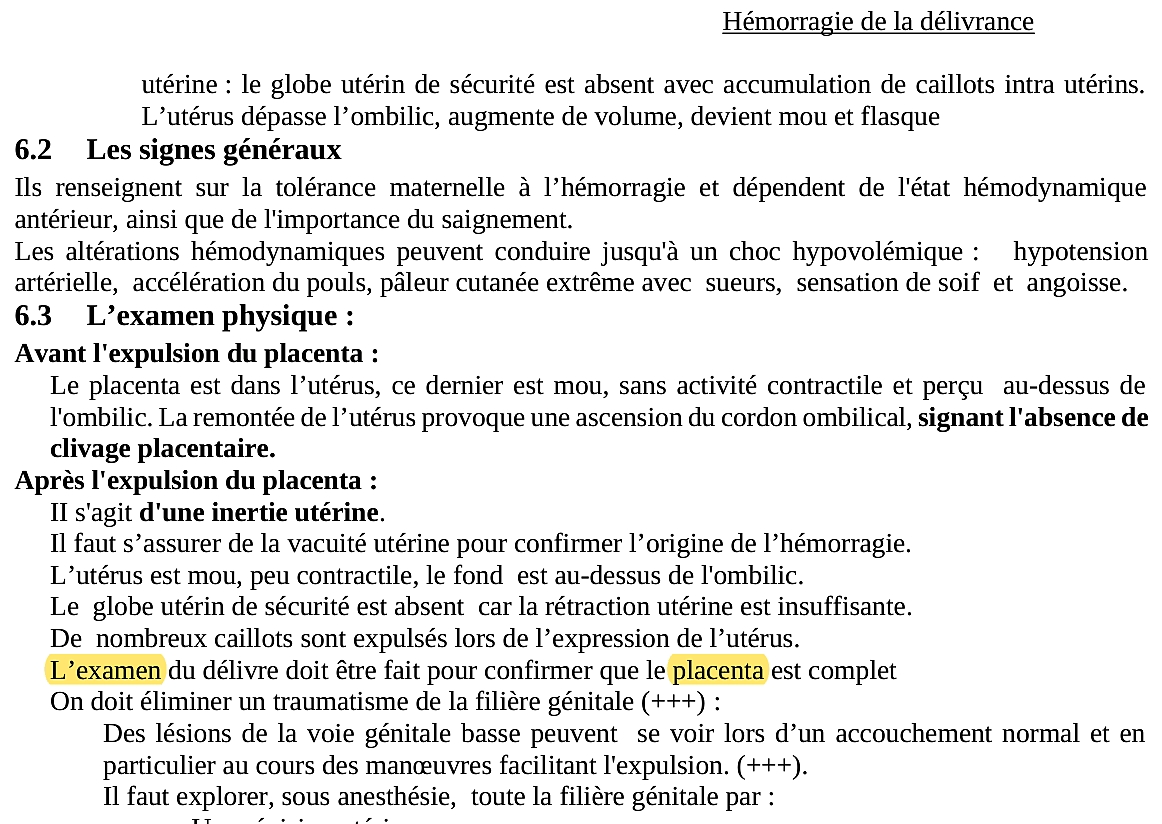 Hémorragie de la délivrance
utérine : le globe utérin de sécurité est absent avec accumulation de caillots intra utérins.
L’utérus dépasse l’ombilic, augmente de volume, devient mou et flasque
6.2 Les signes généraux
Ils renseignent sur la tolérance maternelle à l’hémorragie et dépendent de l'état hémodynamique
antérieur, ainsi que de l'importance du saignement.
Les altérations hémodynamiques peuvent conduire jusqu'à un choc hypovolémique : hypotension
artérielle, accélération du pouls, pâleur cutanée extrême avec sueurs, sensation de soif et angoisse.
6.3 L’examen physique :
Avant l'expulsion du placenta :
Le placenta est dans l’utérus, ce dernier est mou, sans activité contractile et perçu au-dessus de
l'ombilic. La remontée de l’utérus provoque une ascension du cordon ombilical, signant l'absence de
clivage placentaire.
Après l'expulsion du placenta :
II s'agit d'une inertie utérine.
Il faut s’assurer de la vacuité utérine pour confirmer l’origine de l’hémorragie.
L’utérus est mou, peu contractile, le fond est au-dessus de l'ombilic.
Le globe utérin de sécurité est absent car la rétraction utérine est insuffisante.
De nombreux caillots sont expulsés lors de l’expression de l’utérus.
L’examen du délivre doit être fait pour confirmer que le placenta est complet
On doit éliminer un traumatisme de la filière génitale (+++) :
Des lésions de la voie génitale basse peuvent se voir lors d’un accouchement normal et en
particulier au cours des manœuvres facilitant l'expulsion. (+++).
Il faut explorer, sous anesthésie, toute la filière génitale par :